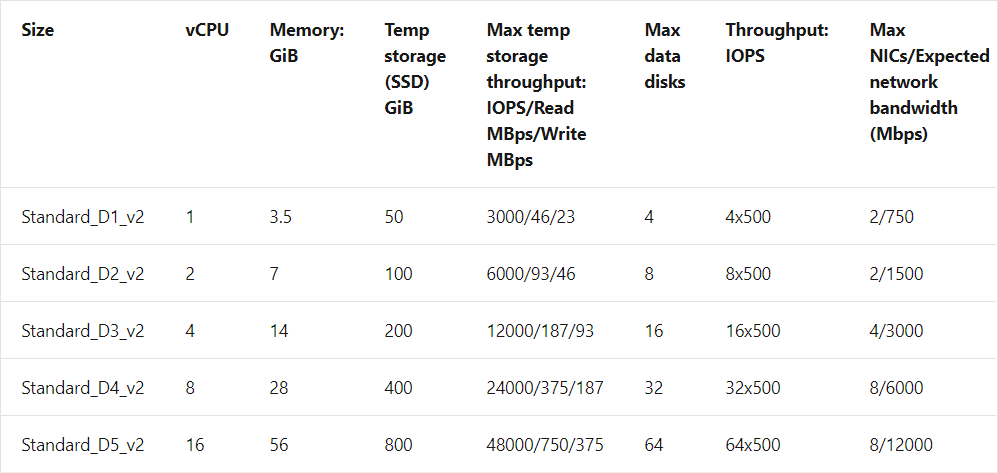 Size vCPU Memory: Temp Max temp Max Throughput: Max
GiB storage storage data IOPS NICs/Expected
(SSD) throughput: disks network
GiB IOPS/Read bandwidth
MBps/Write (Mbps)
MBps
Standard_D1_v2 1 3.5 50 3000/46/23 4 4x500 2/750
Standard_D2_v2 2 7 100 6000/93/46 8 8x500 2/1500
Standard_D3_v2 4 14 200 12000/187/93 16 16x500 4/3000
Standard_D4_v2 8 28 400 24000/375/187 32 32x500 8/6000
Standard_D5_v2 16 56 800 48000/750/375 64 64x500 8/12000